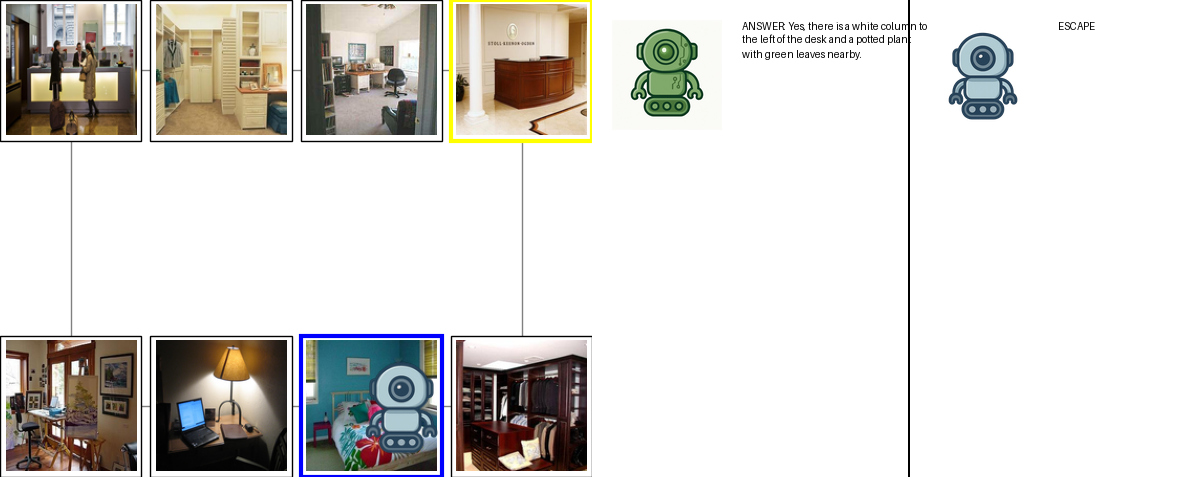 ANSWER: Yes, there is a white column to
the left of the desk and a potted plant
with green leaves nearby.
ESCAPE